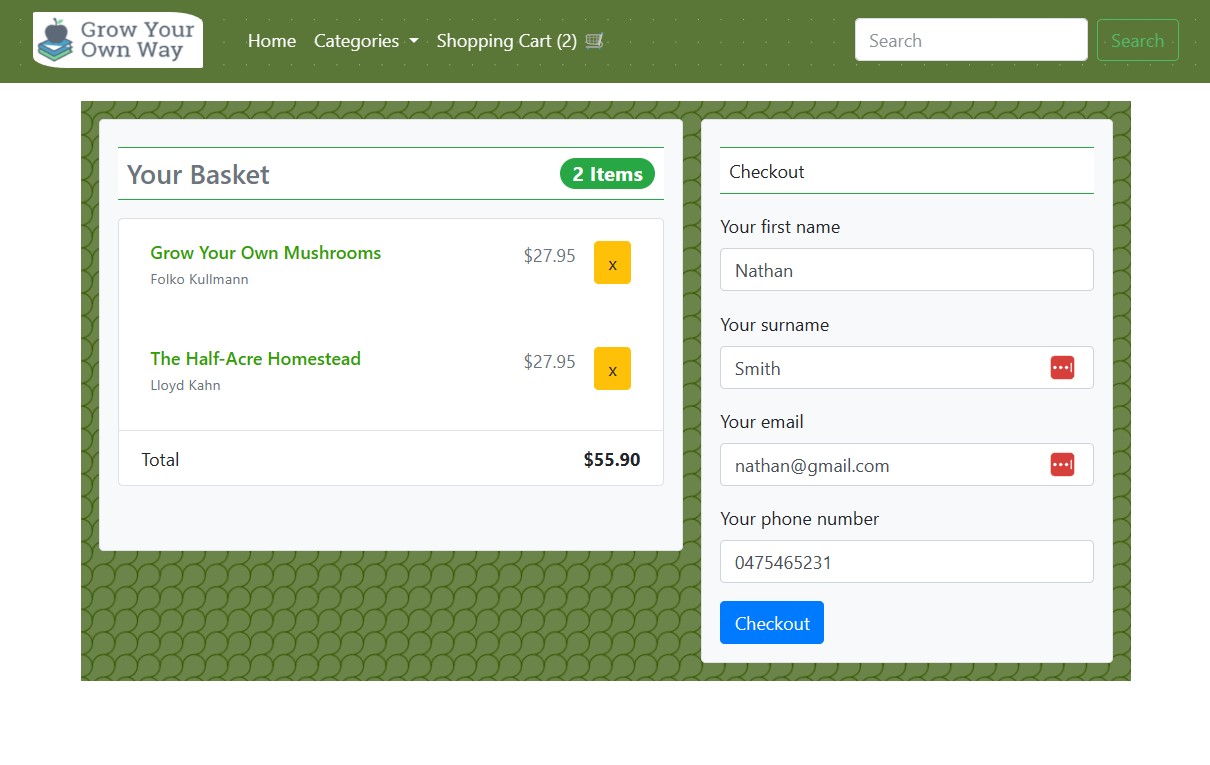 Grow Your
Own Way
Home Categories Shopping Cart (2) Search Search
Your Basket 2 Items
Grow Your Own Mushrooms $27.95 x
Folko Kullmann
The Half-Acre Homestead $27.95 x
Lloyd Kahn
Total $55.90
Checkout
Your first name
Nathan
Your surname
Smith
Your email
nathan@gmail.com
Your phone number
0475465231
Checkout